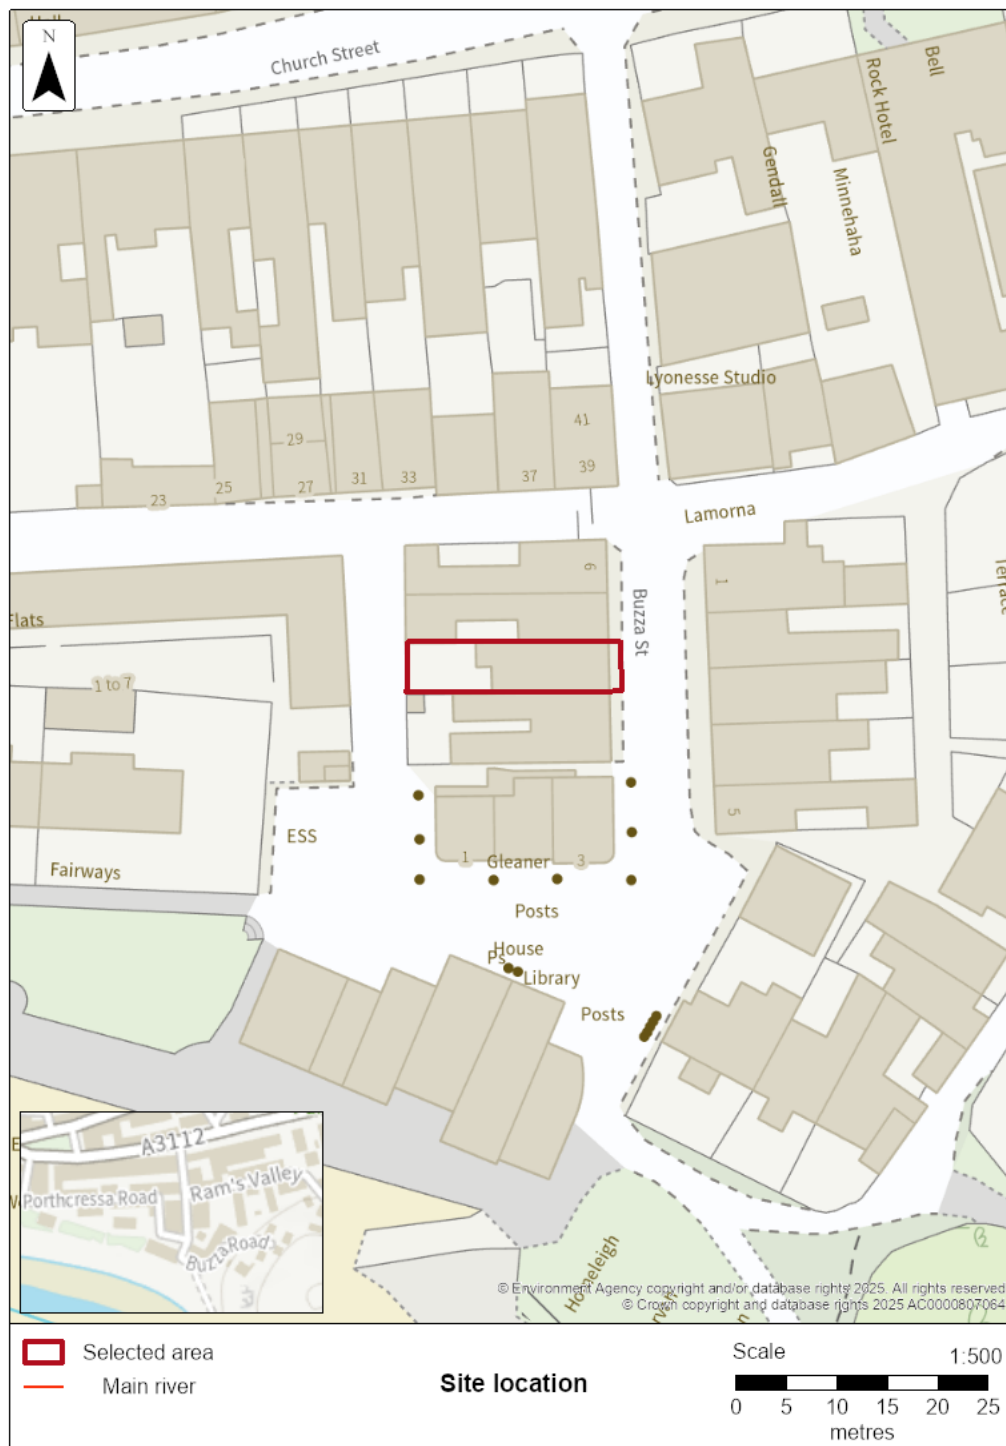 N
Church Street
Bell
Rock Hotel
Gendall
Minnehaha
Lyonesse Studio
41
29
39
31
33
37
25
27
23
Lamorna
6
1
Buzza St
Terrace
Flats
1 to 7
5
ESS
1
Gleaner
3
Fairways
Posts
House
Ps
Library
Posts
A3112
Ram's Valley
Porthcressa Road
Buzza Road
Homeleigh
© Environment Agency copyright and/or database rights 2025. All rights reserved
© Crown copyright and database rights 2025 AC0000807064
Selected area
Main river
Site location
Scale
1:500
0 5 10 15 20 25
metres